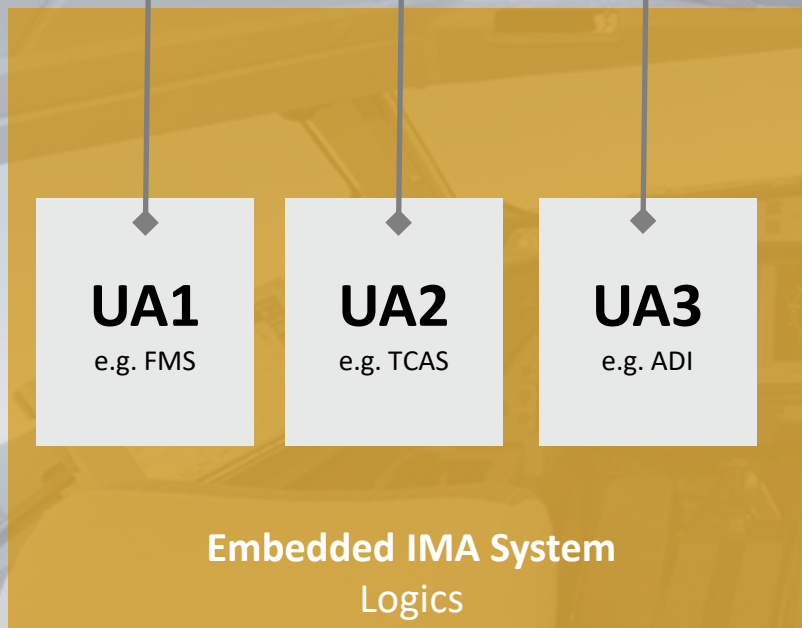 UA1
e.g. FMS
UA2
e.g. TCAS
UA3
e.g. ADI
Embedded IMA System
Logics